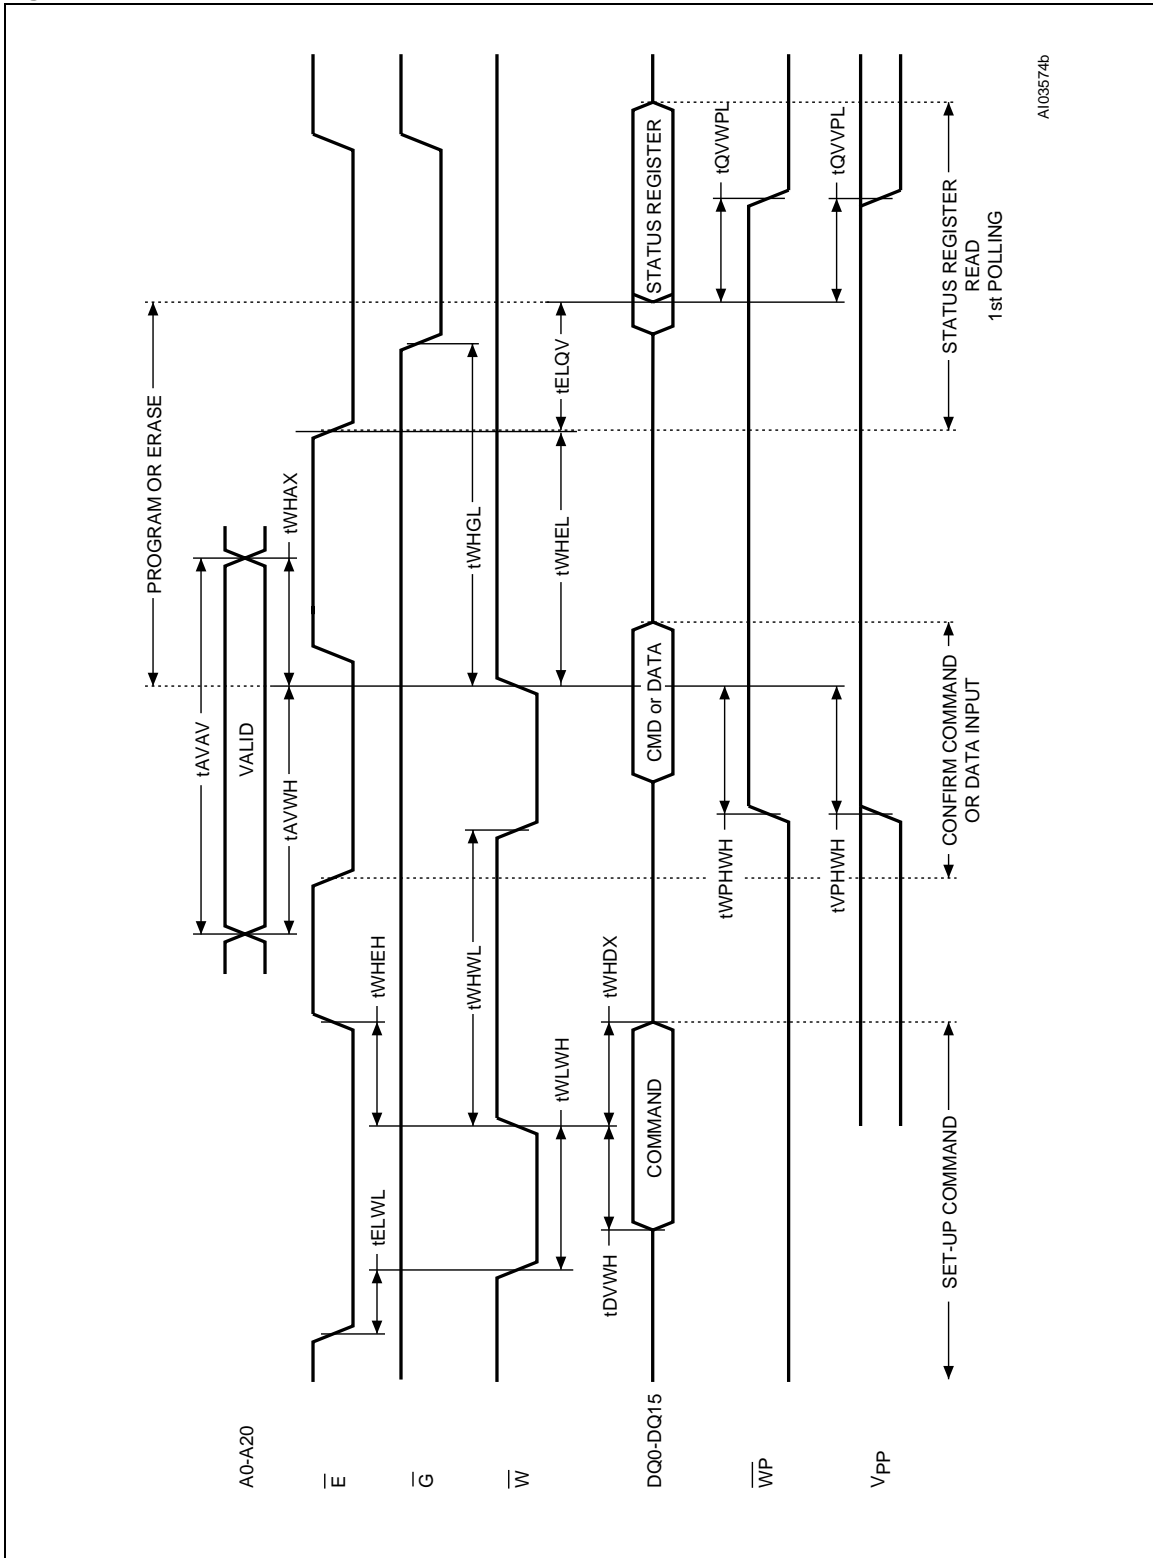 PROGRAM OR ERASE
tAVAV
A0-A20
VALID
tAVWH
tWHAX
E
tELWL
tWHEH
G
tWHWL
tWHGL
W
tWLWH
tWHEL
tELQV
tDVWH
tWHDX
DQ0-DQ15
COMMAND
CMD or DATA
STATUS REGISTER
tWPHWH
tQVWPL
WP
tVPHWH
tQVVPL
VPP
SET-UP COMMAND
CONFIRM COMMAND
OR DATA INPUT
STATUS REGISTER
READ
1st POLLING
AI03574b